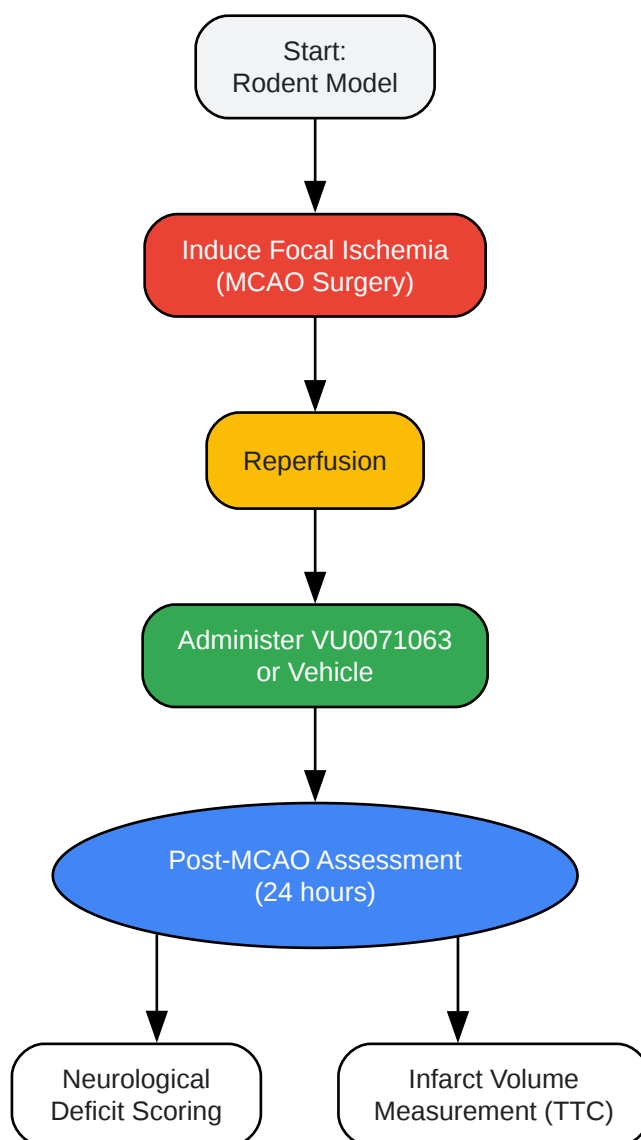 Start:
Rodent Model
Induce Focal Ischemia
(MCAO Surgery)
Reperfusion
Administer VU0071063
or Vehicle
Post-MCAO Assessment
(24 hours)
Neurological
Deficit Scoring
Infarct Volume
Measurement (TTC)